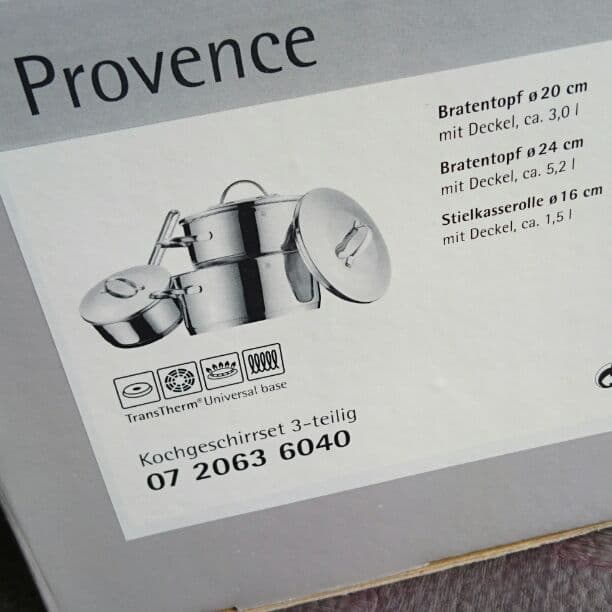 Provence
Bratentopf ø 20 cm
mit Deckel, ca. 3,0 l
Bratentopf ø 24 cm
mit Deckel, ca. 5,2 l
Stielkasserolle ø 16 cm
mit Deckel, ca. 1,5 l
TransTherm® Universal base
Kochgeschirrset 3-teilig
07 2063 6040